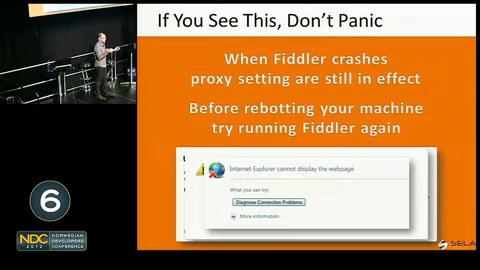 If You See This, Don't Panic
When Fiddler crashes
proxy setting are still in effect
Before rebotting your machine
try running Fiddler again
Internet Explorer cannot display the webpage
What you can try:
Diagnose Connection Problems
More information
SELA
6
NDC
2012
NORWEGIAN
DEVELOPERS
CONFERENCE